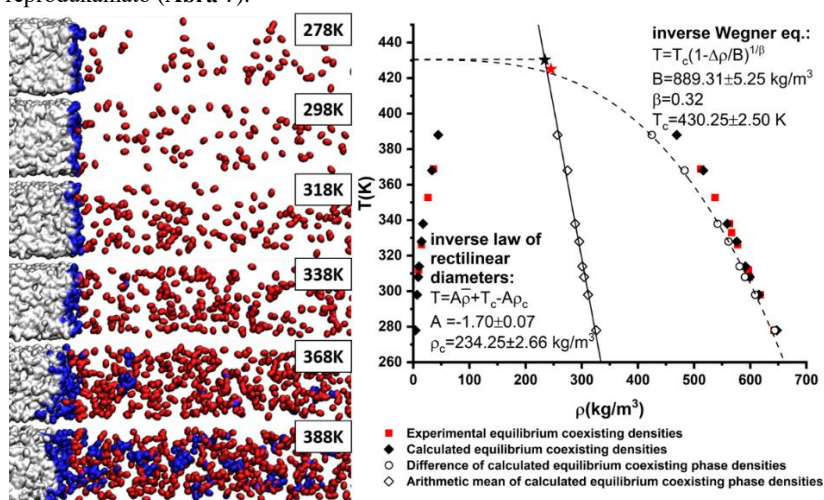 reprodukálható (Ábra 7).
278K
298K
318K
338K
368K
388K
T(K)
440
420
400
380
360
340
320
300
280
260
inverse Wegner eq.:
T=Tc(1-Δρ/B)^1/β
B=889.31±5.25 kg/m³
β=0.32
Tc=430.25±2.50 K
inverse law of
rectilinear
diameters:
T=Aρ̄+Tc-Aρc
A =-1.70±0.07
ρc=234.25±2.66 kg/m³
0 100 200 300 400 500 600 700
ρ(kg/m³)
Experimental equilibrium coexisting densities
Calculated equilibrium coexisting densities
Difference of calculated equilibrium coexisting phase densities
Arithmetic mean of calculated equilibrium coexisting phase densities